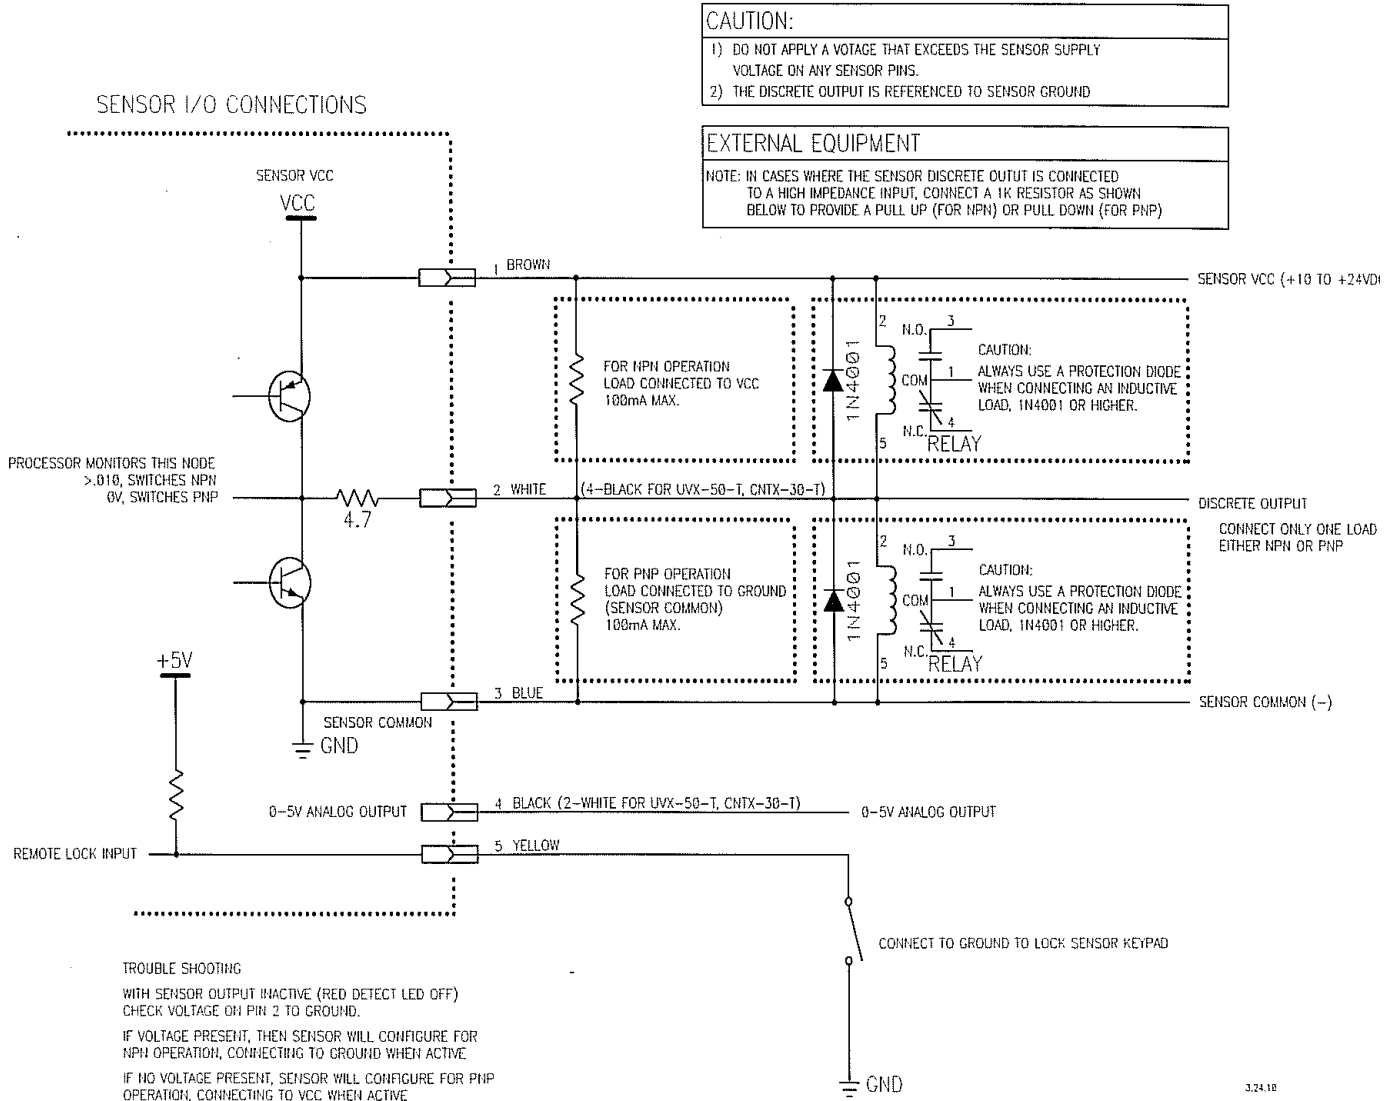 CAUTION:
1) DO NOT APPLY A VOTAGE THAT EXCEEDS THE SENSOR SUPPLY
VOLTAGE ON ANY SENSOR PINS.
2) THE DISCRETE OUTPUT IS REFERENCED TO SENSOR GROUND
SENSOR I/O CONNECTIONS
EXTERNAL EQUIPMENT
NOTE: IN CASES WHERE THE SENSOR DISCRETE OUTUT IS CONNECTED
TO A HIGH IMPEDANCE INPUT, CONNECT A 1K RESISTOR AS SHOWN
BELOW TO PROVIDE A PULL UP (FOR NPN) OR PULL DOWN (FOR PNP)
SENSOR VCC
VCC
1 BROWN
SENSOR VCC (+10 TO +24VD
FOR NPN OPERATION
LOAD CONNECTED TO VCC
100mA MAX.
1N4001
2
5
N.O. 3
COM 1
N.C. 4
RELAY
CAUTION:
ALWAYS USE A PROTECTION DIODE
WHEN CONNECTING AN INDUCTIVE
LOAD, 1N4001 OR HIGHER.
PROCESSOR MONITORS THIS NODE
>.010, SWITCHES NPN
0V, SWITCHES PNP
4.7
2 WHITE (4-BLACK FOR UVX-50-T, CNTX-30-T)
DISCRETE OUTPUT
CONNECT ONLY ONE LOAD
EITHER NPN OR PNP
FOR PNP OPERATION
LOAD CONNECTED TO GROUND
(SENSOR COMMON)
100mA MAX.
1N4001
2
5
N.O. 3
COM 1
N.C. 4
RELAY
CAUTION:
ALWAYS USE A PROTECTION DIODE
WHEN CONNECTING AN INDUCTIVE
LOAD, 1N4001 OR HIGHER.
+5V
3 BLUE
SENSOR COMMON
SENSOR COMMON (-)
GND
0-5V ANALOG OUTPUT
4 BLACK (2-WHITE FOR UVX-50-T, CNTX-30-T)
0-5V ANALOG OUTPUT
REMOTE LOCK INPUT
5 YELLOW
CONNECT TO GROUND TO LOCK SENSOR KEYPAD
GND
TROUBLE SHOOTING
WITH SENSOR OUTPUT INACTIVE (RED DETECT LED OFF)
CHECK VOLTAGE ON PIN 2 TO GROUND.
IF VOLTAGE PRESENT, THEN SENSOR WILL CONFIGURE FOR
NPN OPERATION, CONNECTING TO GROUND WHEN ACTIVE
IF NO VOLTAGE PRESENT, SENSOR WILL CONFIGURE FOR PNP
OPERATION, CONNECTING TO VCC WHEN ACTIVE
3.24.10